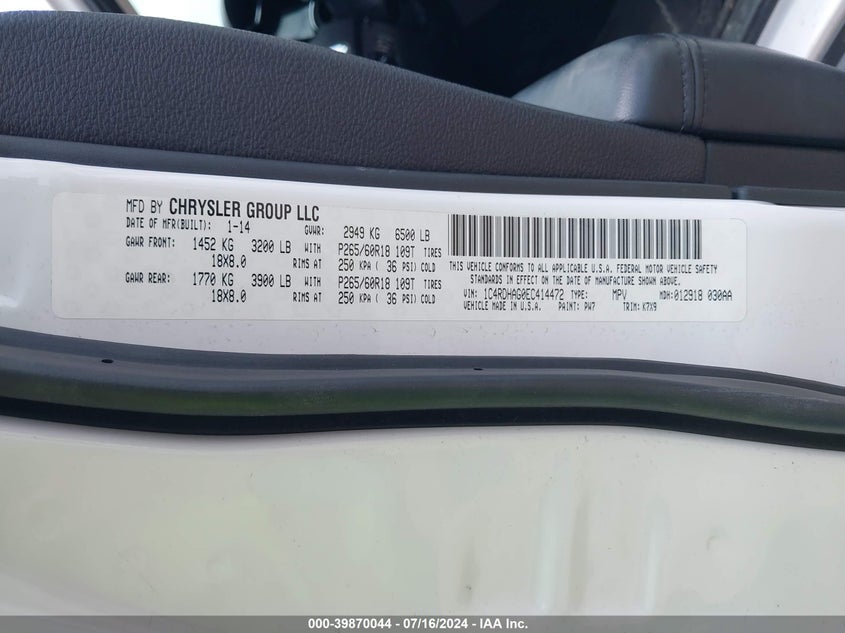 MFD BY CHRYSLER GROUP LLC
DATE OF MFR(BUILT): 1-14 GVWR: 2949 KG 6500 LB
GAWR FRONT: 1452 KG 3200 LB WITH P265/60R18 109T TIRES
18X8.0 RIMS AT 250 KPA ( 36 PSI) COLD
GAWR REAR: 1770 KG 3900 LB WITH P265/60R18 109T TIRES
18X8.0 RIMS AT 250 KPA ( 36 PSI) COLD
THIS VEHICLE CONFORMS TO ALL APPLICABLE U.S.A. FEDERAL MOTOR VEHICLE SAFETY
STANDARDS IN EFFECT ON THE DATE OF MANUFACTURE SHOWN ABOVE.
VIN: 1C4RDHAG0EC414472 TYPE: MPV MDH: 012918 030AA
VEHICLE MADE IN U.S.A. PAINT: PW7 TRIM: K7X9
000-39870044 - 07/16/2024 - IAA Inc.